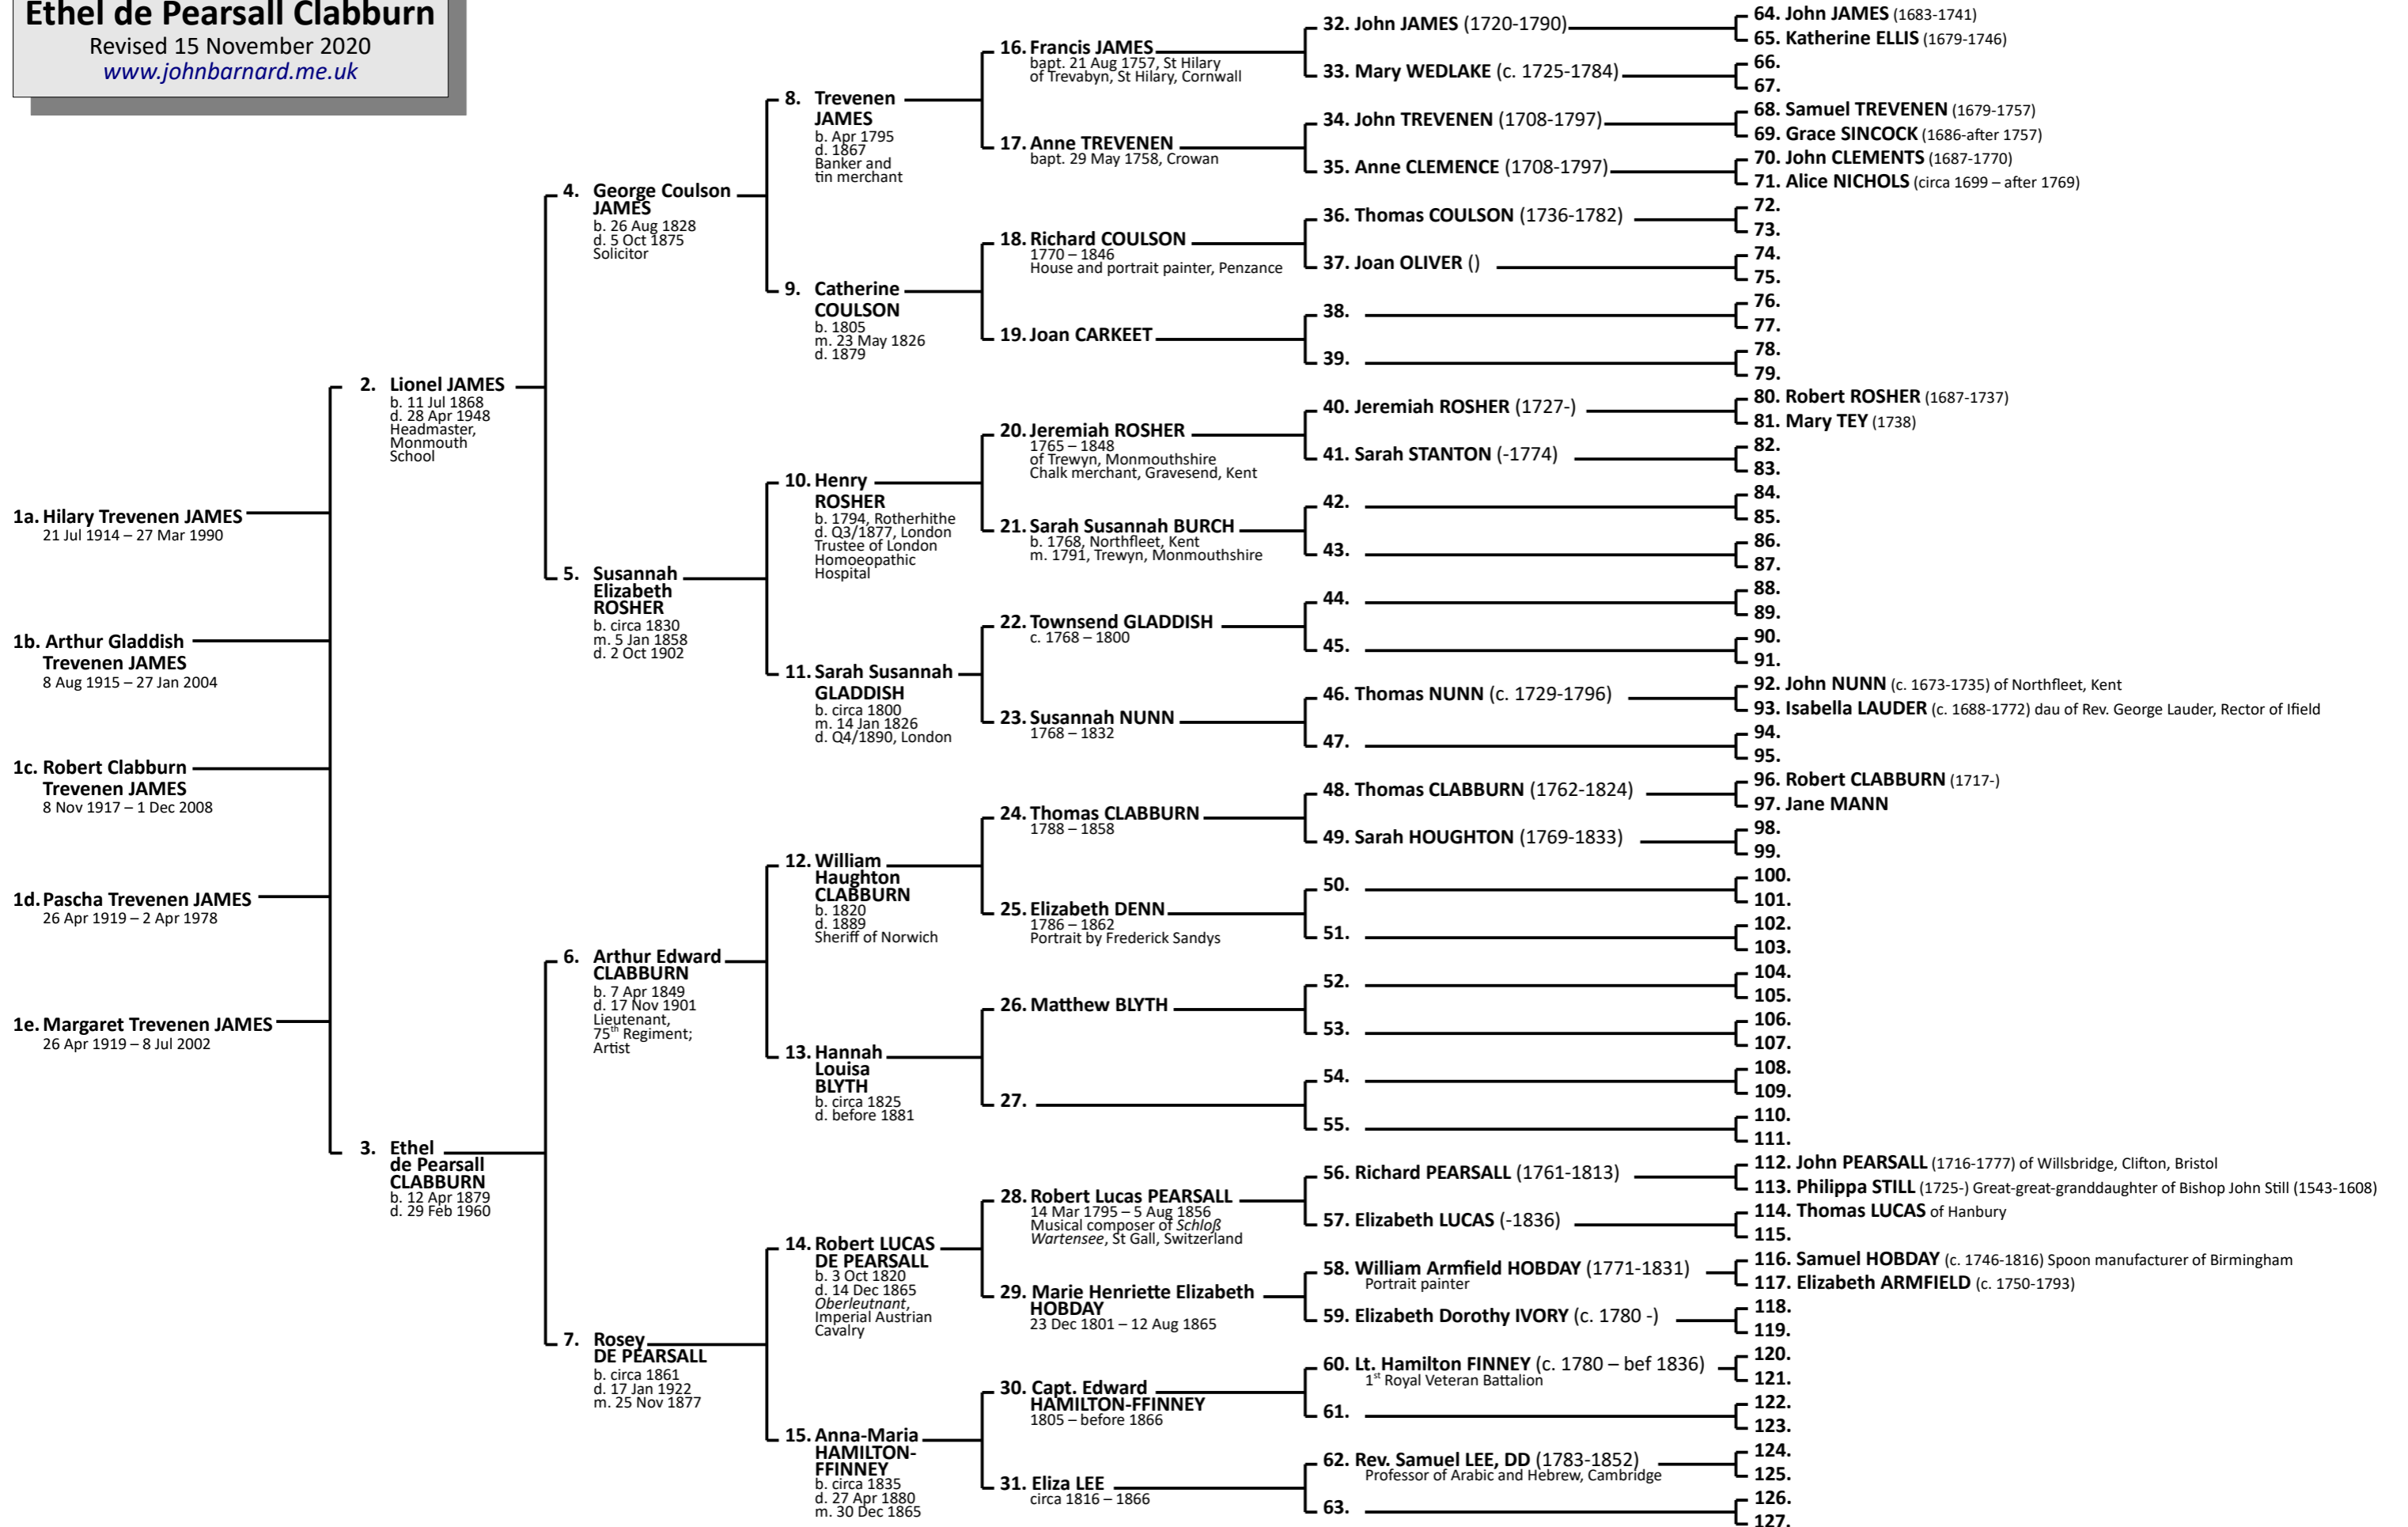 Ethel de Pearsall Clabburn
Revised 15 November 2020
www.johnbarnard.me.uk
1a. Hilary Trevenen JAMES
21 Jul 1914 – 27 Mar 1990
1b. Arthur Gladdish
Trevenen JAMES
8 Aug 1915 – 27 Jan 2004
1c. Robert Clabburn
Trevenen JAMES
8 Nov 1917 – 1 Dec 2008
1d. Pascha Trevenen JAMES
26 Apr 1919 – 2 Apr 1978
1e. Margaret Trevenen JAMES
26 Apr 1919 – 8 Jul 2002
2. Lionel JAMES
b. 11 Jul 1868
d. 28 Apr 1948
Headmaster,
Monmouth
School
3. Ethel
de Pearsall
CLABBURN
b. 12 Apr 1879
d. 29 Feb 1960
4. George Coulson
JAMES
b. 26 Aug 1828
d. 5 Oct 1875
Solicitor
5. Susannah
Elizabeth
ROSHER
b. circa 1830
m. 5 Jan 1858
d. 2 Oct 1902
6. Arthur Edward
CLABBURN
b. 7 Apr 1849
d. 17 Nov 1901
Lieutenant,
75th Regiment;
Artist
7. Rosey
DE PEARSALL
b. circa 1861
d. 17 Jan 1922
m. 25 Nov 1877
8. Trevenen
JAMES
b. Apr 1795
d. 1867
Banker and
tin merchant
9. Catherine
COULSON
b. 1805
m. 23 May 1826
d. 1879
10. Henry
ROSHER
b. 1794, Rotherhithe
d. Q3/1877, London
Trustee of London
Homoeopathic
Hospital
11. Sarah Susannah
GLADDISH
b. circa 1800
m. 14 Jan 1826
d. Q4/1890, London
12. William
Haughton
CLABBURN
b. 1820
d. 1889
Sheriff of Norwich
13. Hannah
Louisa
BLYTH
b. circa 1825
d. before 1881
14. Robert LUCAS
DE PEARSALL
b. 3 Oct 1820
d. 14 Dec 1865
Oberleutnant,
Imperial Austrian
Cavalry
15. Anna-Maria
HAMILTON-
FFINNEY
b. circa 1835
d. 27 Apr 1880
m. 30 Dec 1865
16. Francis JAMES
bapt. 21 Aug 1757, St Hilary
of Trevabyn, St Hilary, Cornwall
17. Anne TREVENEN
bapt. 29 May 1758, Crowan
18. Richard COULSON
1770 – 1846
House and portrait painter, Penzance
19. Joan CARKEET
20. Jeremiah ROSHER
1765 – 1848
of Trewyn, Monmouthshire
Chalk merchant, Gravesend, Kent
21. Sarah Susannah BURCH
b. 1768, Northfleet, Kent
m. 1791, Trewyn, Monmouthshire
22. Townsend GLADDISH
c. 1768 – 1800
23. Susannah NUNN
1768 – 1832
24. Thomas CLABBURN
1788 – 1858
25. Elizabeth DENN
1786 – 1862
Portrait by Frederick Sandys
26. Matthew BLYTH
27.
28. Robert Lucas PEARSALL
14 Mar 1795 – 5 Aug 1856
Musical composer of Schloß
Wartensee, St Gall, Switzerland
29. Marie Henriette Elizabeth
HOBDAY
23 Dec 1801 – 12 Aug 1865
30. Capt. Edward
HAMILTON-FFINNEY
1805 – before 1866
31. Eliza LEE
circa 1816 – 1866
32. John JAMES (1720-1790)
33. Mary WEDLAKE (c. 1725-1784)
34. John TREVENEN (1708-1797)
35. Anne CLEMENCE (1708-1797)
36. Thomas COULSON (1736-1782)
37. Joan OLIVER ()
38.
39.
40. Jeremiah ROSHER (1727-)
41. Sarah STANTON (-1774)
42.
43.
44.
45.
46. Thomas NUNN (c. 1729-1796)
47.
48. Thomas CLABBURN (1762-1824)
49. Sarah HOUGHTON (1769-1833)
50.
51.
52.
53.
54.
55.
56. Richard PEARSALL (1761-1813)
57. Elizabeth LUCAS (-1836)
58. William Armfield HOBDAY (1771-1831)
Portrait painter
59. Elizabeth Dorothy IVORY (c. 1780 -)
60. Lt. Hamilton FINNEY (c. 1780 – bef 1836)
1st Royal Veteran Battalion
61.
62. Rev. Samuel LEE, DD (1783-1852)
Professor of Arabic and Hebrew, Cambridge
63.
64. John JAMES (1683-1741)
65. Katherine ELLIS (1679-1746)
66.
67.
68. Samuel TREVENEN (1679-1757)
69. Grace SINCOCK (1686-after 1757)
70. John CLEMENTS (1687-1770)
71. Alice NICHOLS (circa 1699 – after 1769)
72.
73.
74.
75.
76.
77.
78.
79.
80. Robert ROSHER (1687-1737)
81. Mary TEY (1738)
82.
83.
84.
85.
86.
87.
88.
89.
90.
91.
92. John NUNN (c. 1673-1735) of Northfleet, Kent
93. Isabella LAUDER (c. 1688-1772) dau of Rev. George Lauder, Rector of Ifield
94.
95.
96. Robert CLABBURN (1717-)
97. Jane MANN
98.
99.
100.
101.
102.
103.
104.
105.
106.
107.
108.
109.
110.
111.
112. John PEARSALL (1716-1777) of Willsbridge, Clifton, Bristol
113. Philippa STILL (1725-) Great-great-granddaughter of Bishop John Still (1543-1608)
114. Thomas LUCAS of Hanbury
115.
116. Samuel HOBDAY (c. 1746-1816) Spoon manufacturer of Birmingham
117. Elizabeth ARMFIELD (c. 1750-1793)
118.
119.
120.
121.
122.
123.
124.
125.
126.
127.